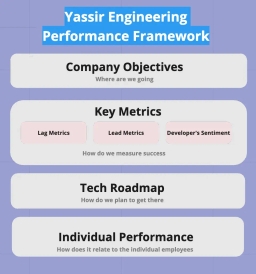 Yassir Engineering
Performance Framework
Company Objectives
Where are we going
Key Metrics
Lag Metrics
Lead Metrics
Developer's Sentiment
How do we measure success
Tech Roadmap
How do we plan to get there
Individual Performance
How does it relate to the individual employees